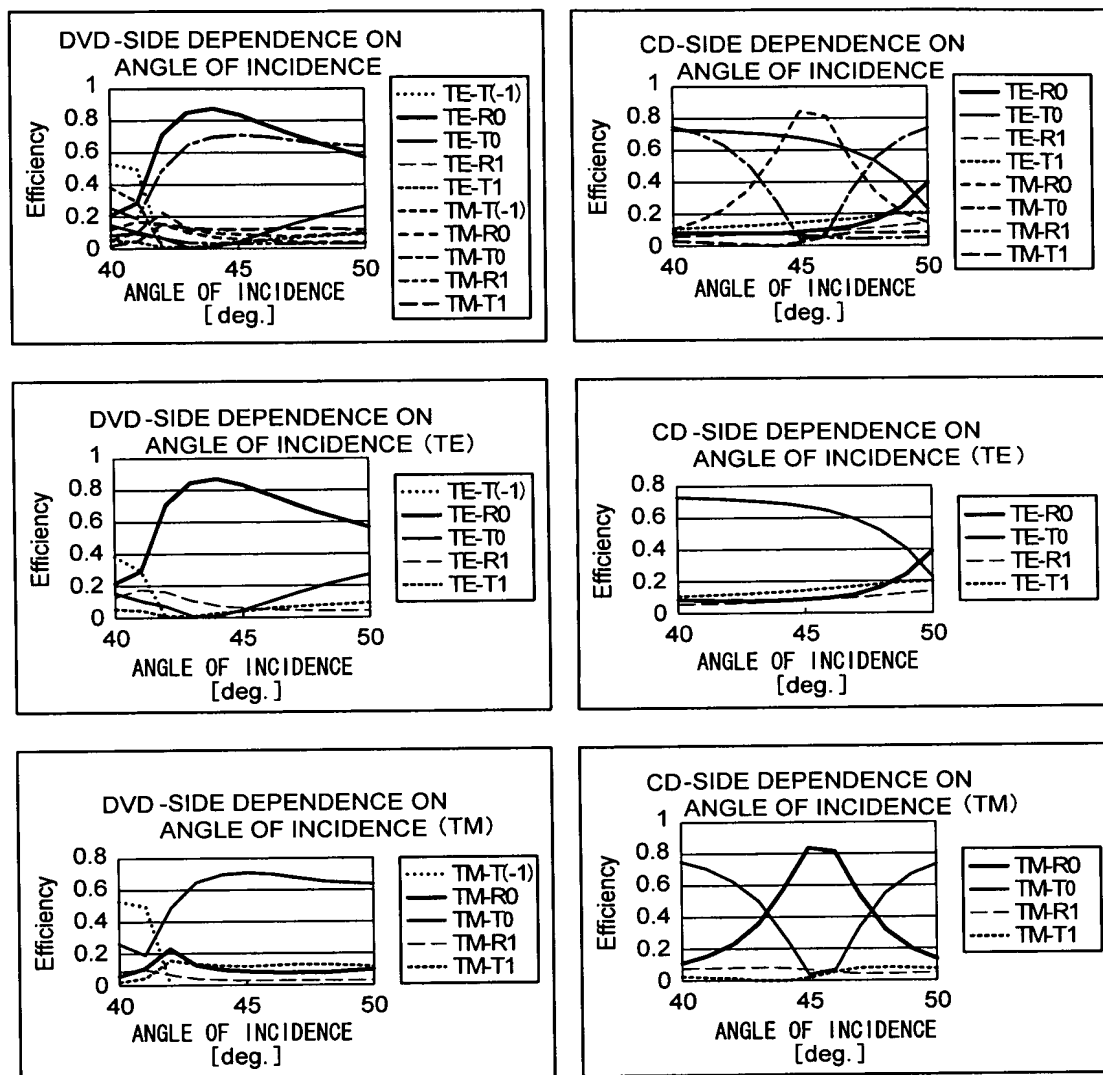 DVD-SIDE DEPENDENCE ON
ANGLE OF INCIDENCE
Efficiency
1
0.8
0.6
0.4
0.2
0
40
45
50
ANGLE OF INCIDENCE
[deg.]
TE-T(-1)
TE-R0
TE-T0
TE-R1
TE-T1
TM-T(-1)
TM-R0
TM-T0
TM-R1
TM-T1
CD-SIDE DEPENDENCE ON
ANGLE OF INCIDENCE
Efficiency
1
0.8
0.6
0.4
0.2
0
40
45
50
ANGLE OF INCIDENCE
[deg.]
TE-R0
TE-T0
TE-R1
TE-T1
TM-R0
TM-T0
TM-R1
TM-T1
DVD-SIDE DEPENDENCE ON
ANGLE OF INCIDENCE (TE)
Efficiency
1
0.8
0.6
0.4
0.2
0
40
45
50
ANGLE OF INCIDENCE
[deg.]
TE-T(-1)
TE-R0
TE-T0
TE-R1
TE-T1
CD-SIDE DEPENDENCE ON
ANGLE OF INCIDENCE (TE)
Efficiency
1
0.8
0.6
0.4
0.2
0
40
45
50
ANGLE OF INCIDENCE
[deg.]
TE-R0
TE-T0
TE-R1
TE-T1
DVD-SIDE DEPENDENCE ON
ANGLE OF INCIDENCE (TM)
Efficiency
0.8
0.6
0.4
0.2
0
40
45
50
ANGLE OF INCIDENCE
[deg.]
TM-T(-1)
TM-R0
TM-T0
TM-R1
TM-T1
CD-SIDE DEPENDENCE ON
ANGLE OF INCIDENCE (TM)
Efficiency
1
0.8
0.6
0.4
0.2
0
40
45
50
ANGLE OF INCIDENCE
[deg.]
TM-R0
TM-T0
TM-R1
TM-T1